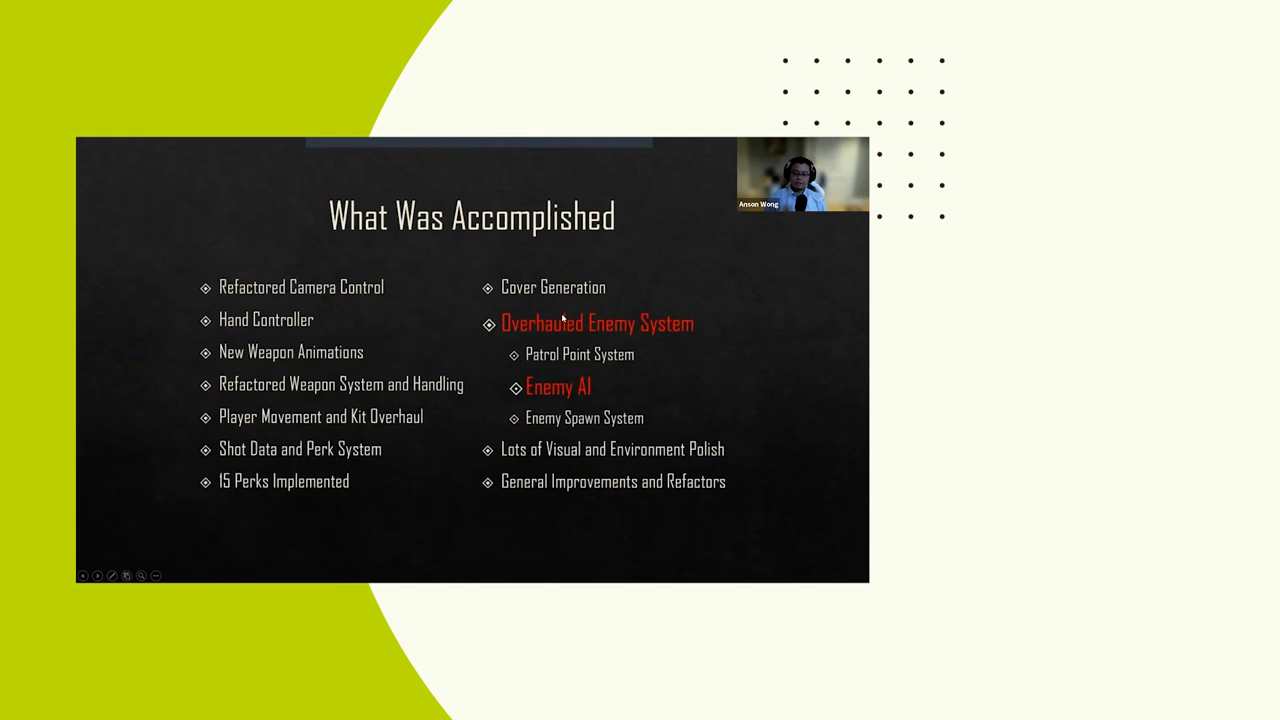 Anson Wong
What Was Accomplished
Refactored Camera Control
Hand Controller
New Weapon Animations
Refactored Weapon System and Handling
Player Movement and Kit Overhaul
Shot Data and Perk System
15 Perks Implemented
Cover Generation
Overhauled Enemy System
Patrol Point System
Enemy AI
Enemy Spawn System
Lots of Visual and Environment Polish
General Improvements and Refactors